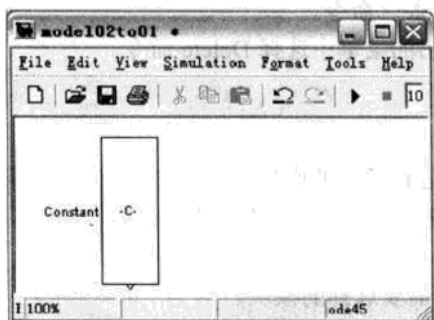 model02to01 *
File Edit View Simulation Format Tools Help
10
Constant -C-
100% ode45